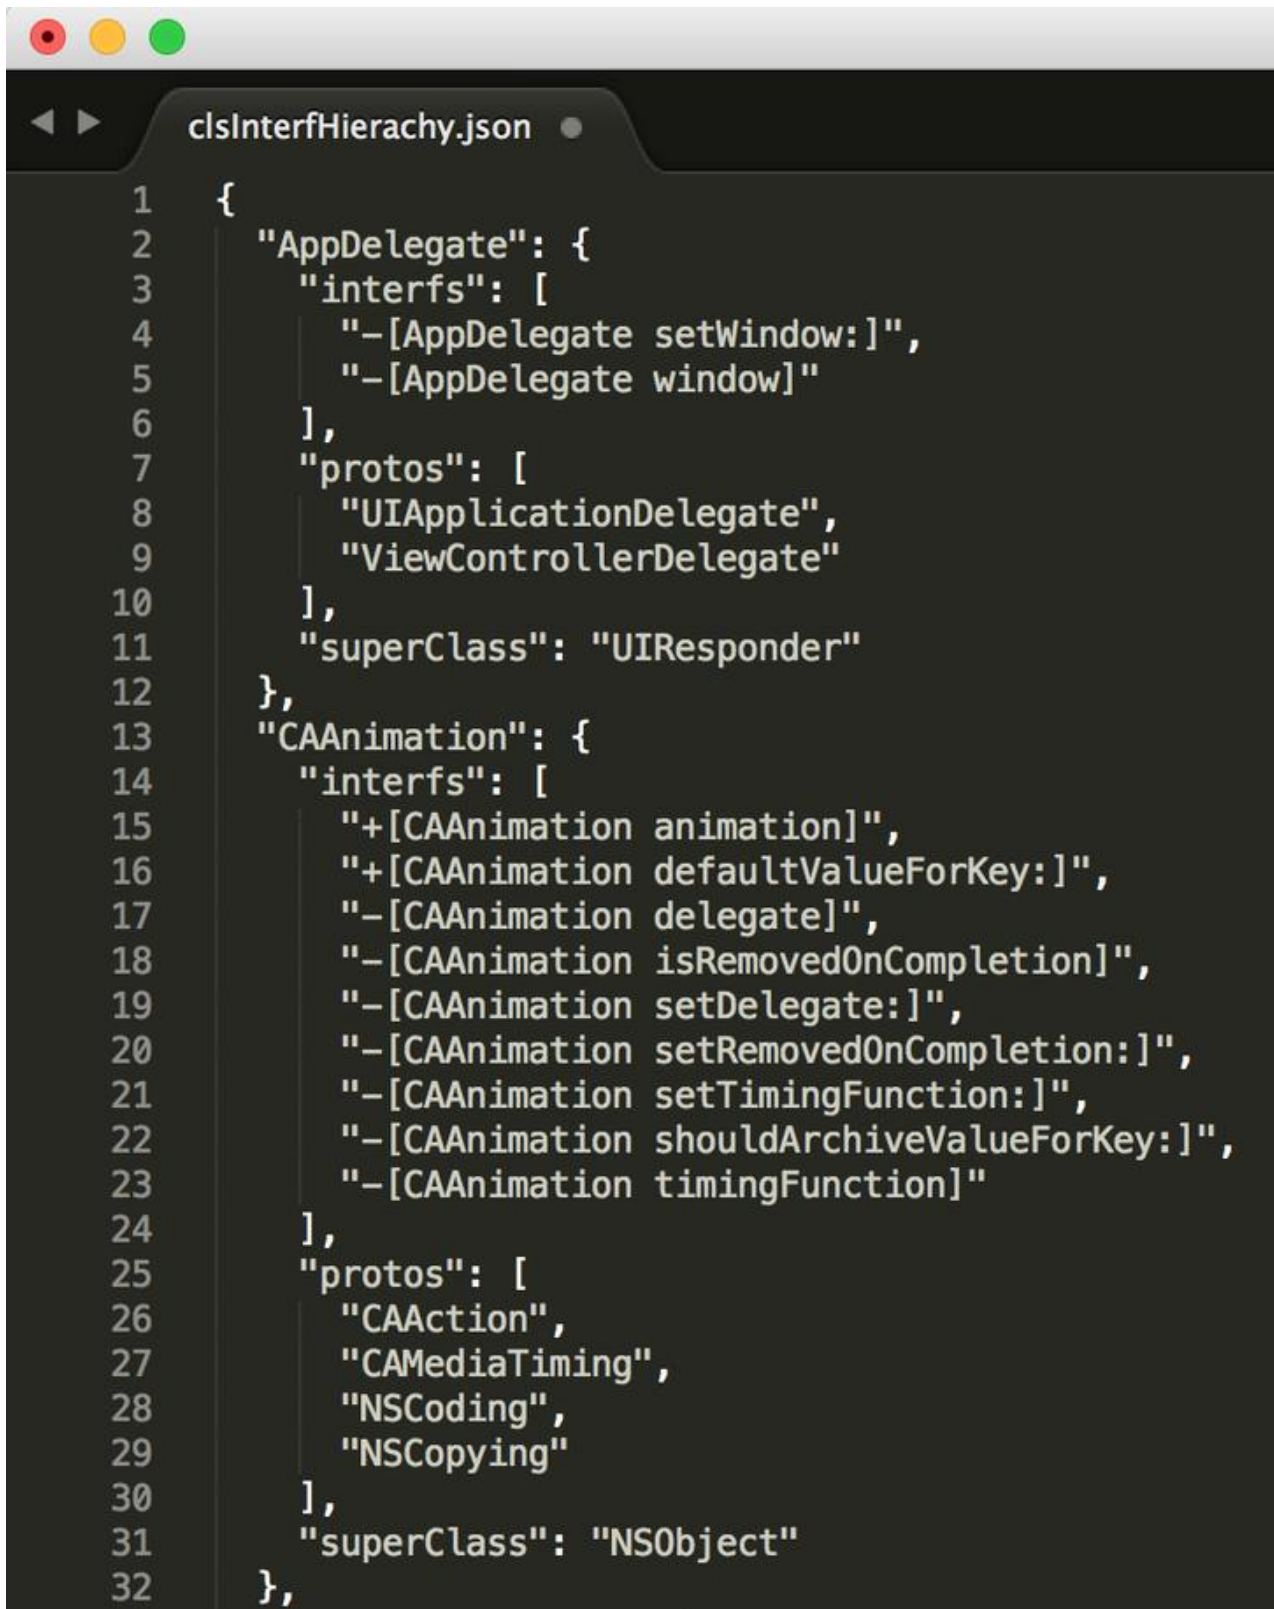 clsInterfHierachy.json
1 {
2 "AppDelegate": {
3 "interfs": [
4 "-[AppDelegate setWindow:]",
5 "-[AppDelegate window]"
6 ],
7 "protos": [
8 "UIApplicationDelegate",
9 "ViewControllerDelegate"
10 ],
11 "superClass": "UIResponder"
12 },
13 "CAAnimation": {
14 "interfs": [
15 "+[CAAnimation animation]",
16 "+[CAAnimation defaultValueForKey:]",
17 "-[CAAnimation delegate]",
18 "-[CAAnimation isRemovedOnCompletion]",
19 "-[CAAnimation setDelegate:]",
20 "-[CAAnimation setRemovedOnCompletion:]",
21 "-[CAAnimation setTimingFunction:]",
22 "-[CAAnimation shouldArchiveValueForKey:]",
23 "-[CAAnimation timingFunction]"
24 ],
25 "protos": [
26 "CAAction",
27 "CAMediaTiming",
28 "NSCoding",
29 "NSCopying"
30 ],
31 "superClass": "NSObject"
32 },